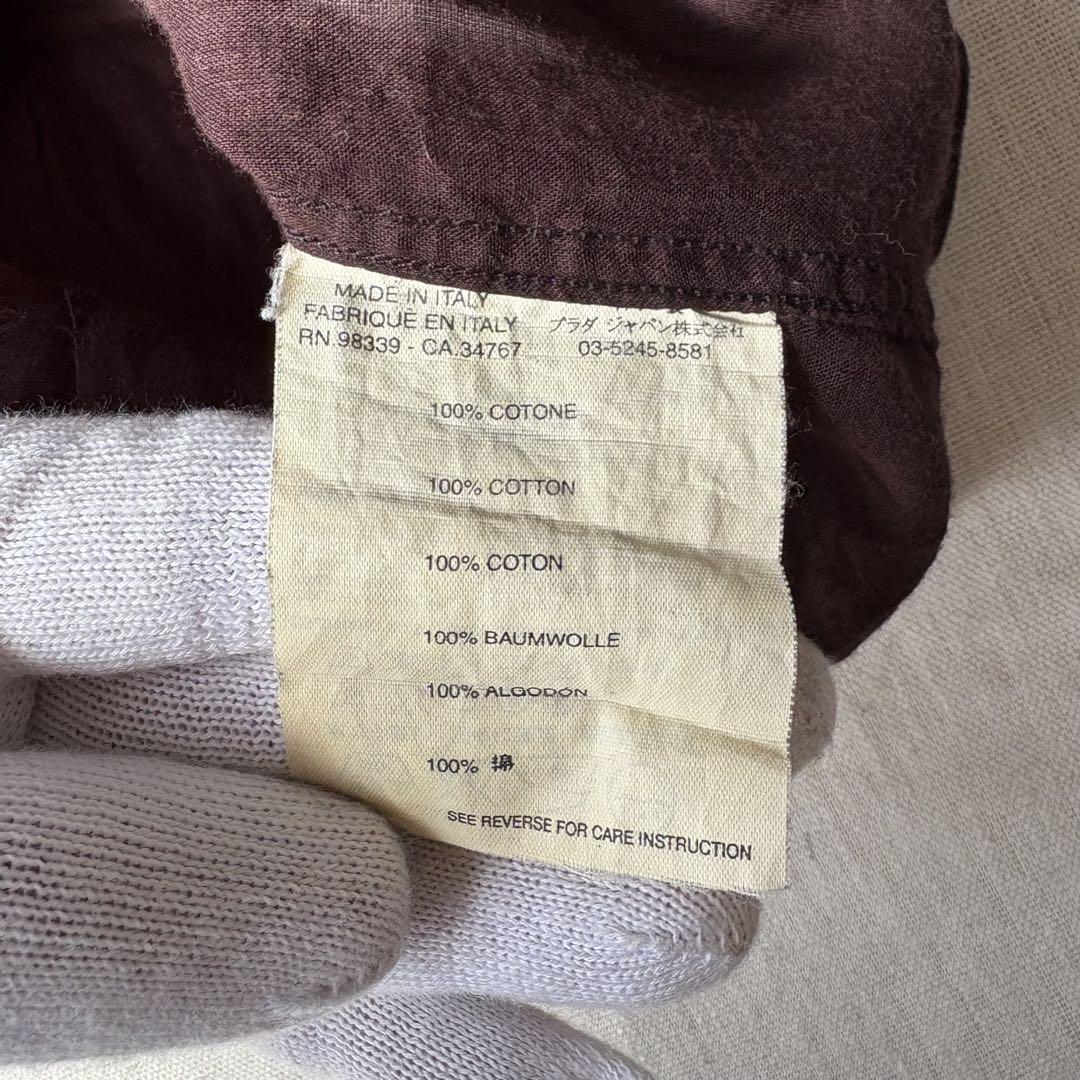 MADE IN ITALY
FABRIQUE EN ITALY プラダ ジャパン株式会社
RN 98339 - CA.34767 03-5245-8581
100% COTONE
100% COTTON
100% COTON
100% BAUMWOLLE
100% ALGODON
100% 綿
SEE REVERSE FOR CARE INSTRUCTION